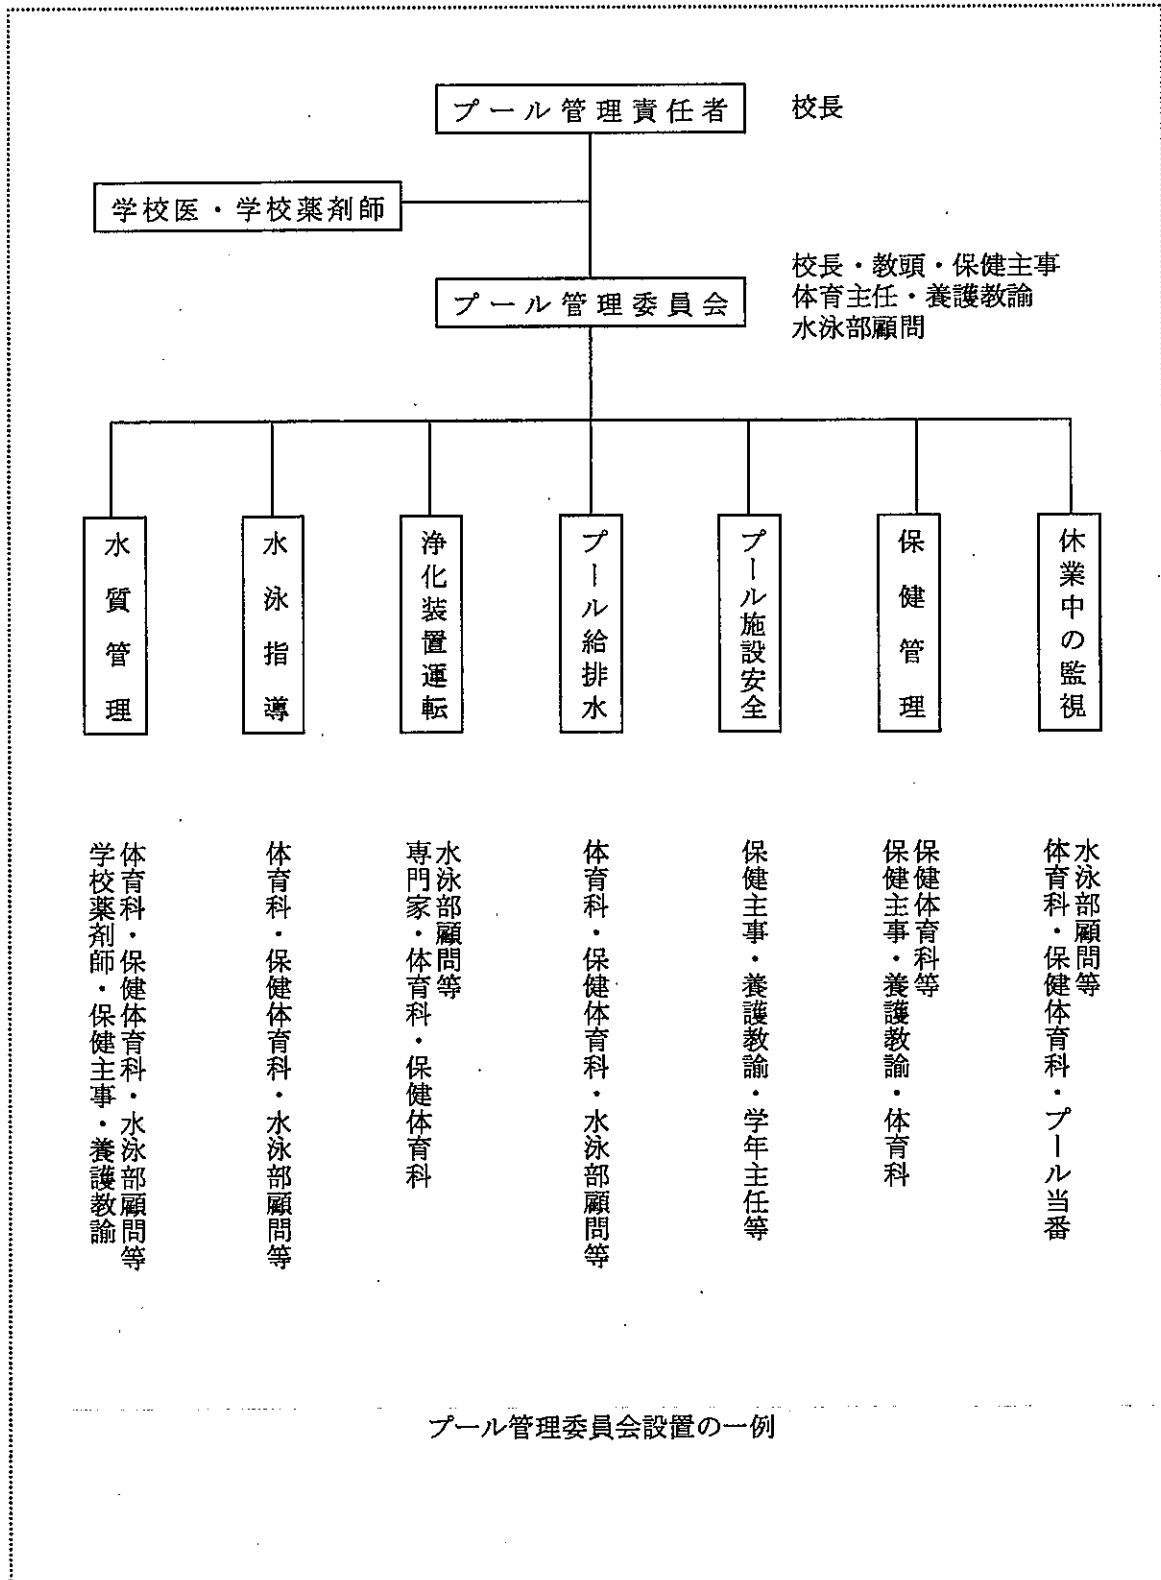 プール管理責任者
校長
学校医・学校薬剤師
プール管理委員会
校長・教頭・保健主事
体育主任・養護教諭
水泳部顧問
水質管理
水泳指導
浄化装置運転
プール給排水
プール施設安全
保健管理
休業中の監視
学校薬剤師・保健主事・養護教諭
体育科・保健体育科・水泳部顧問等
体育科・保健体育科・水泳部顧問等
専門家・体育科・保健体育科
水泳部顧問等
体育科・保健体育科・水泳部顧問等
保健主事・養護教諭・学年主任等
保健主事・養護教諭・体育科
保健体育科等
体育科・保健体育科・プール当番
水泳部顧問等
プール管理委員会設置の一例